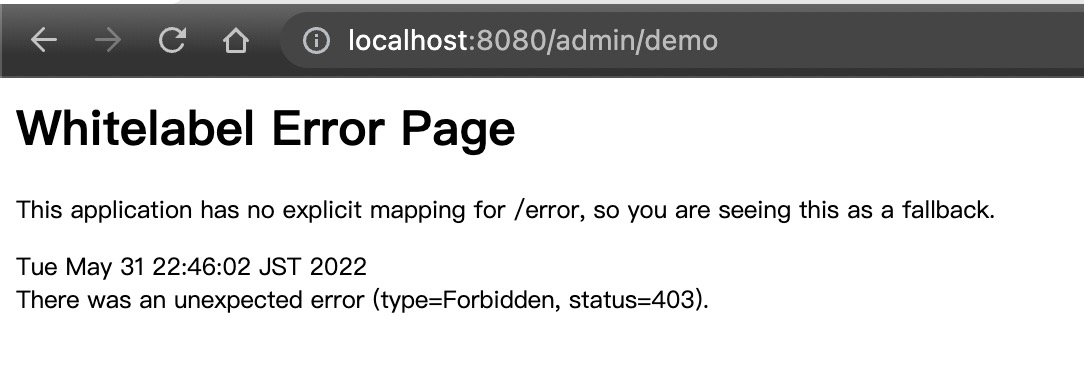 localhost:8080/admin/demo
Whitelabel Error Page
This application has no explicit mapping for /error, so you are seeing this as a fallback.
Tue May 31 22:46:02 JST 2022
There was an unexpected error (type=Forbidden, status=403).